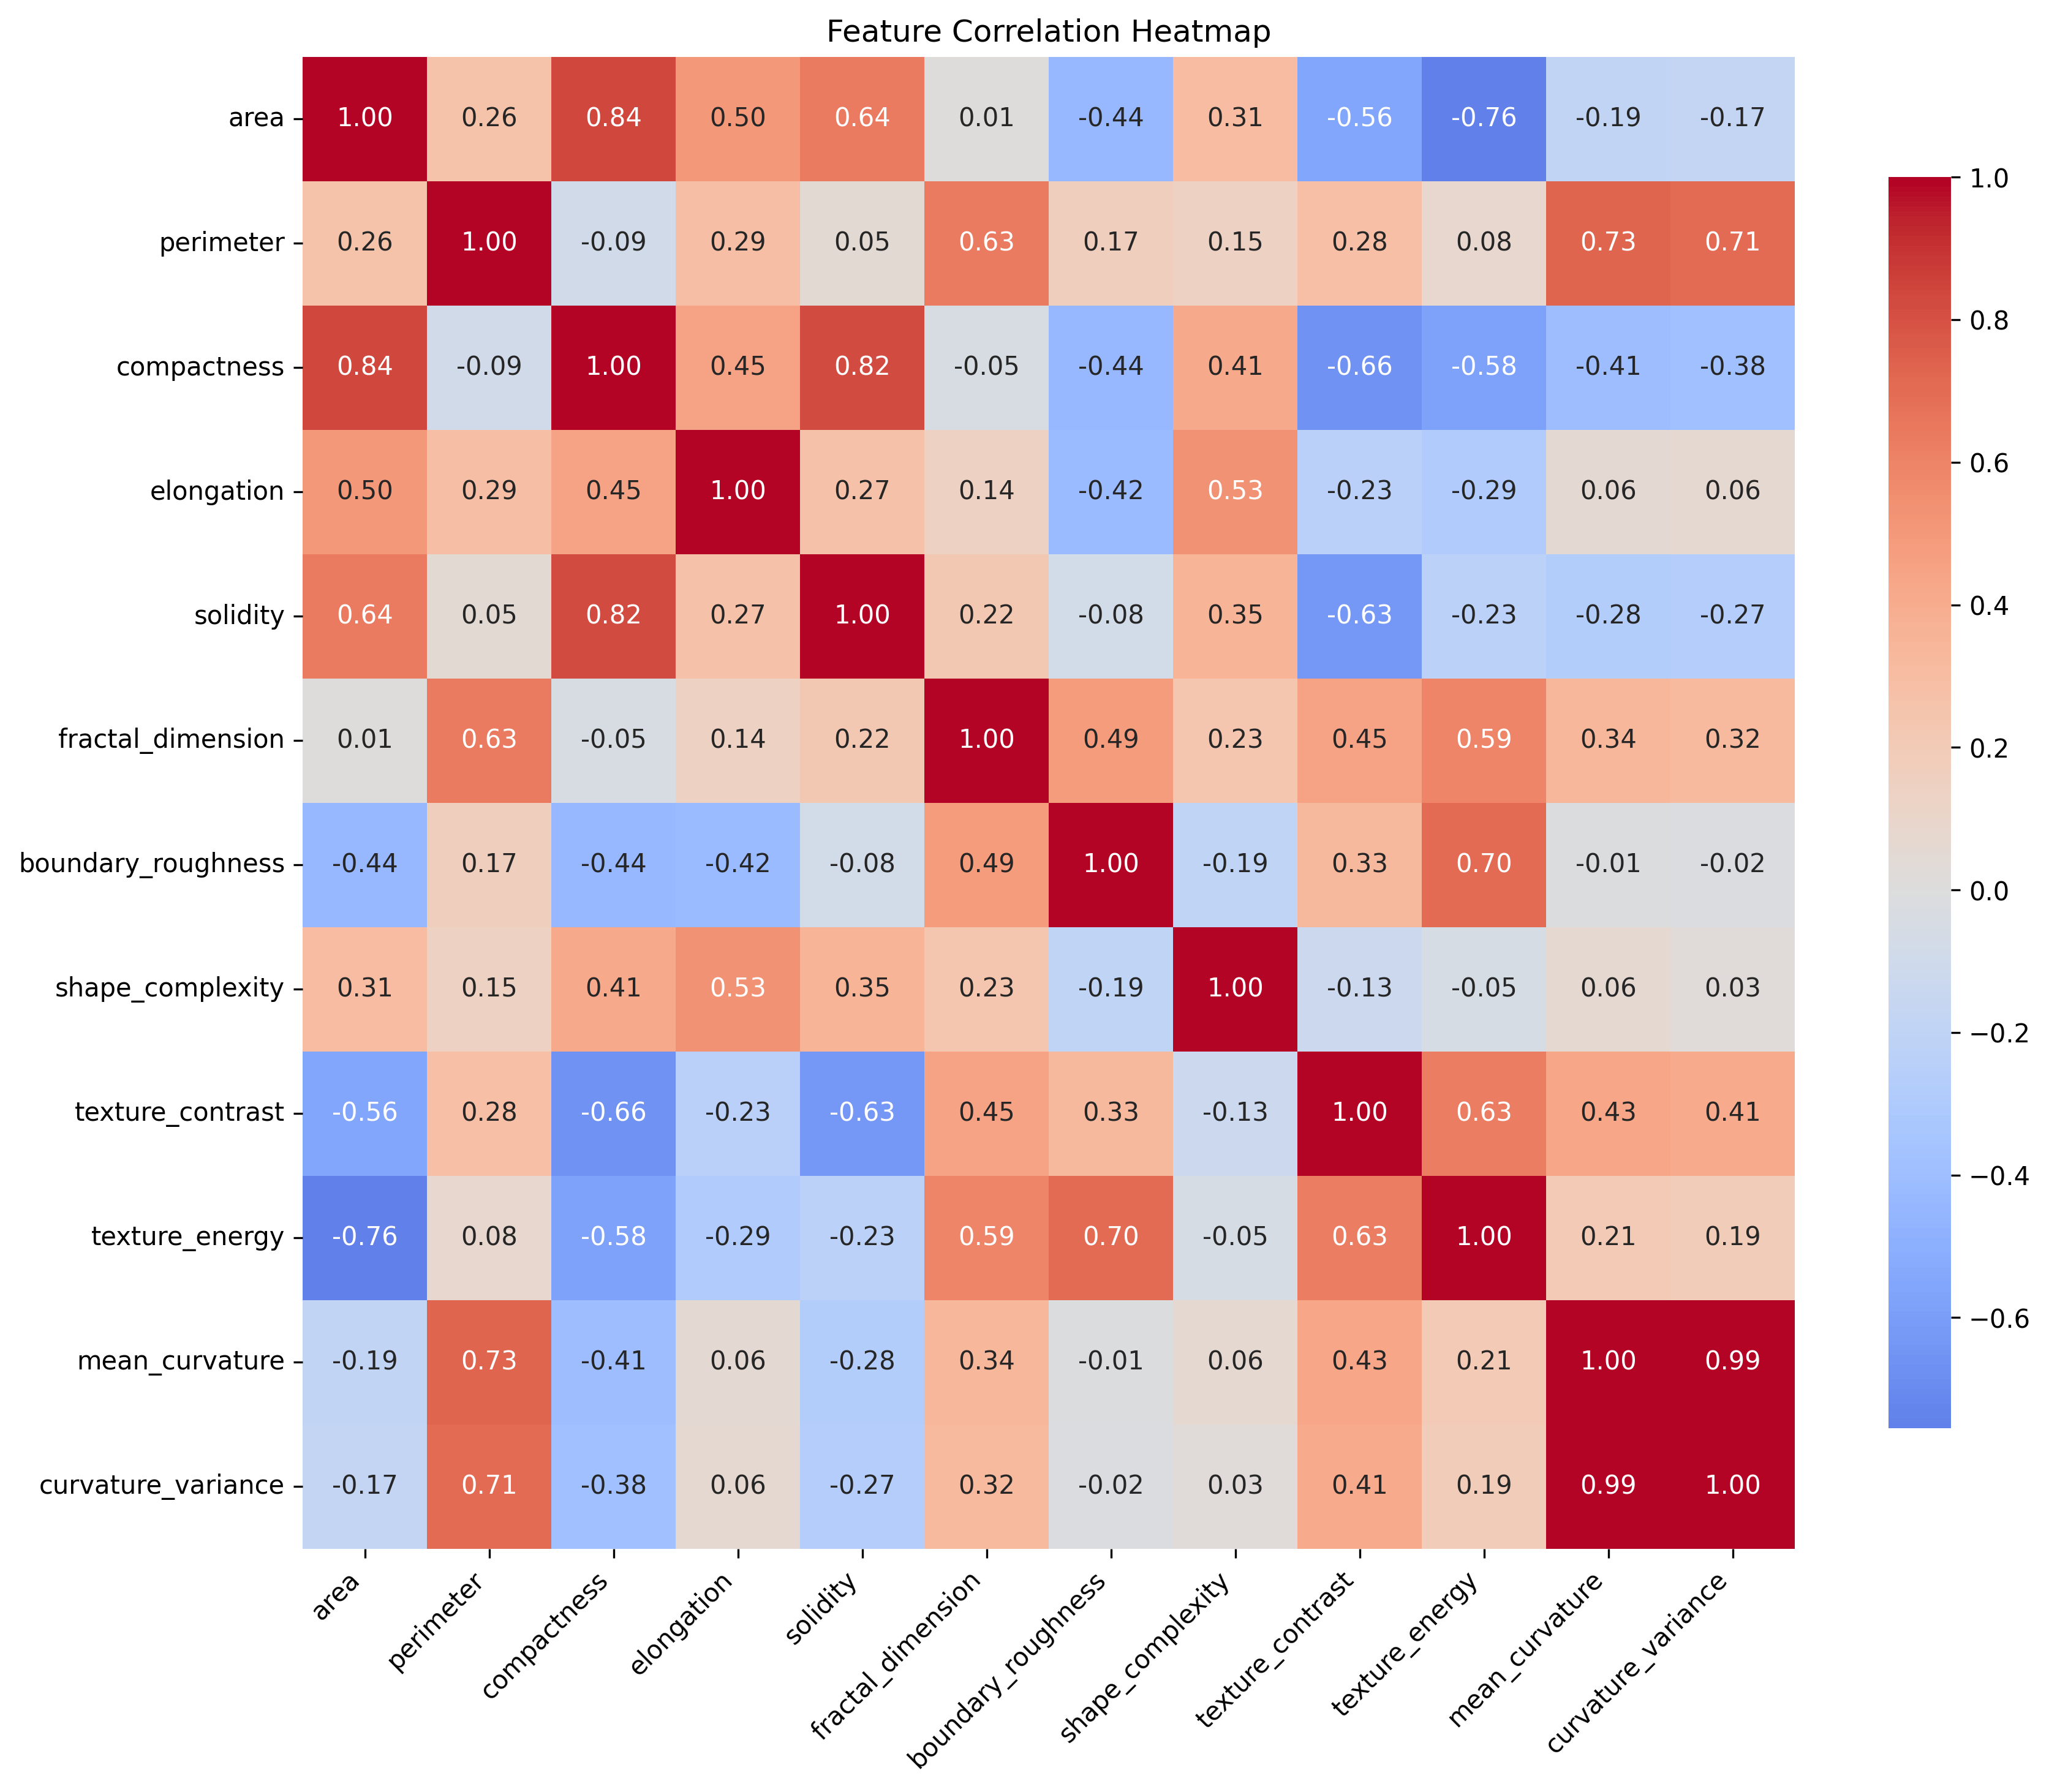 Feature Correlation Heatmap
area 1.00 0.26 0.84 0.50 0.64 0.01 -0.44 0.31 -0.56 -0.76 -0.19 -0.17
perimeter 0.26 1.00 -0.09 0.29 0.05 0.63 0.17 0.15 0.28 0.08 0.73 0.71
compactness 0.84 -0.09 1.00 0.45 0.82 -0.05 -0.44 0.41 -0.66 -0.58 -0.41 -0.38
elongation 0.50 0.29 0.45 1.00 0.27 0.14 -0.42 0.53 -0.23 -0.29 0.06 0.06
solidity 0.64 0.05 0.82 0.27 1.00 0.22 -0.08 0.35 -0.63 -0.23 -0.28 -0.27
fractal_dimension 0.01 0.63 -0.05 0.14 0.22 1.00 0.49 0.23 0.45 0.59 0.34 0.32
boundary_roughness -0.44 0.17 -0.44 -0.42 -0.08 0.49 1.00 -0.19 0.33 0.70 -0.01 -0.02
shape_complexity 0.31 0.15 0.41 0.53 0.35 0.23 -0.19 1.00 -0.13 -0.05 0.06 0.03
texture_contrast -0.56 0.28 -0.66 -0.23 -0.63 0.45 0.33 -0.13 1.00 0.63 0.43 0.41
texture_energy -0.76 0.08 -0.58 -0.29 -0.23 0.59 0.70 -0.05 0.63 1.00 0.21 0.19
mean_curvature -0.19 0.73 -0.41 0.06 -0.28 0.34 -0.01 0.06 0.43 0.21 1.00 0.99
curvature_variance -0.17 0.71 -0.38 0.06 -0.27 0.32 -0.02 0.03 0.41 0.19 0.99 1.00
area
perimeter
compactness
elongation
solidity
fractal_dimension
boundary_roughness
shape_complexity
texture_contrast
texture_energy
mean_curvature
curvature_variance
1.0
0.8
0.6
0.4
0.2
0.0
−0.2
−0.4
−0.6